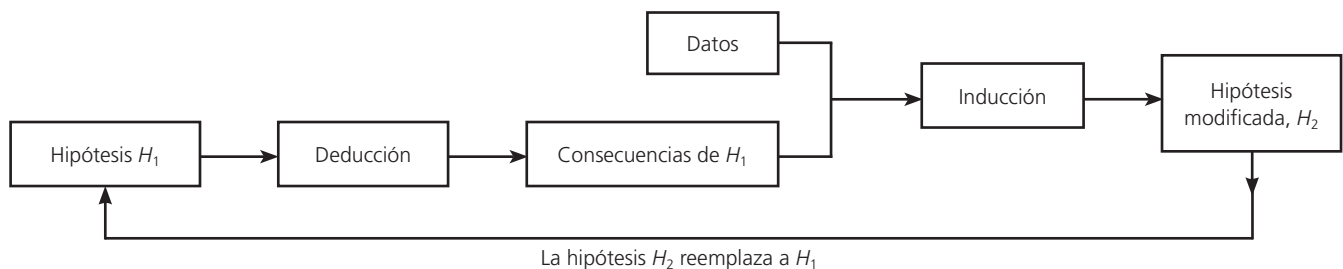 Datos
Inducción
Hipótesis
modificada, H₂
Hipótesis H₁
Deducción
Consecuencias de H₁
La hipótesis H₂ reemplaza a H₁